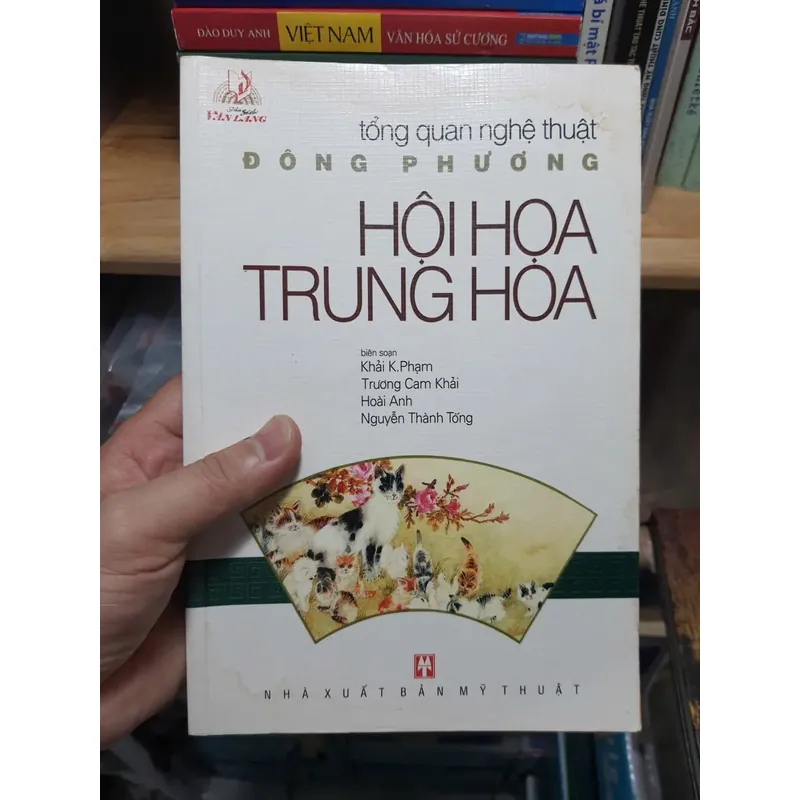 ĐÀO DUY ANH VIỆT NAM VĂN HÓA SỬ CƯƠNG
VĂN LANG
tổng quan nghệ thuật
ĐÔNG PHƯƠNG
HỘI HỌA
TRUNG HOA
biên soạn
Khải K.Phạm
Trương Cam Khải
Hoài Anh
Nguyễn Thành Tống
NHÀ XUẤT BẢN MỸ THUẬT